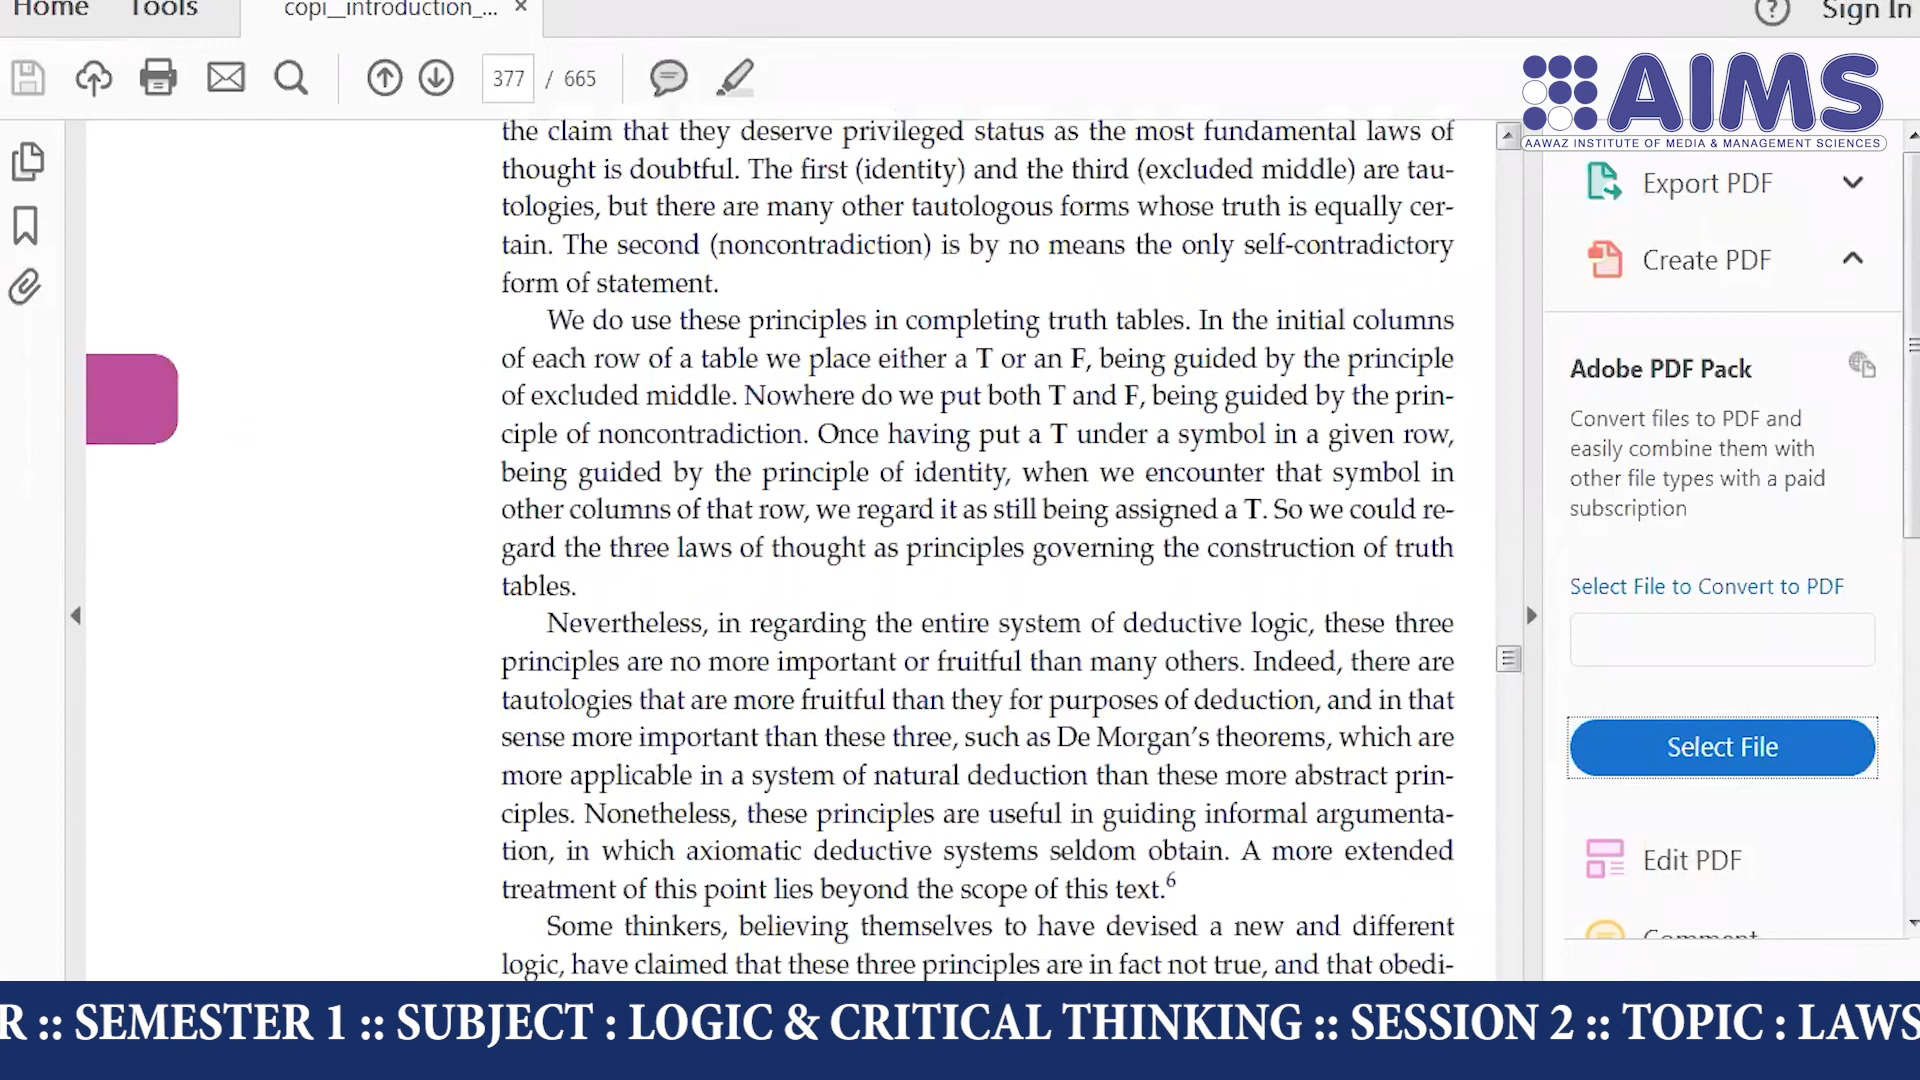 Home Tools copi__introduction_... × ? Sign In
377 / 665
AIMS
AAWAZ INSTITUTE OF MEDIA & MANAGEMENT SCIENCES
the claim that they deserve privileged status as the most fundamental laws of
thought is doubtful. The first (identity) and the third (excluded middle) are tau-
tologies, but there are many other tautologous forms whose truth is equally cer-
tain. The second (noncontradiction) is by no means the only self-contradictory
form of statement.
We do use these principles in completing truth tables. In the initial columns
of each row of a table we place either a T or an F, being guided by the principle
of excluded middle. Nowhere do we put both T and F, being guided by the prin-
ciple of noncontradiction. Once having put a T under a symbol in a given row,
being guided by the principle of identity, when we encounter that symbol in
other columns of that row, we regard it as still being assigned a T. So we could re-
gard the three laws of thought as principles governing the construction of truth
tables.
Nevertheless, in regarding the entire system of deductive logic, these three
principles are no more important or fruitful than many others. Indeed, there are
tautologies that are more fruitful than they for purposes of deduction, and in that
sense more important than these three, such as De Morgan's theorems, which are
more applicable in a system of natural deduction than these more abstract prin-
ciples. Nonetheless, these principles are useful in guiding informal argumenta-
tion, in which axiomatic deductive systems seldom obtain. A more extended
treatment of this point lies beyond the scope of this text.6
Some thinkers, believing themselves to have devised a new and different
logic, have claimed that these three principles are in fact not true, and that obedi-
Export PDF
Create PDF
Adobe PDF Pack
Convert files to PDF and
easily combine them with
other file types with a paid
subscription
Select File to Convert to PDF
Select File
Edit PDF
Comment
R :: SEMESTER 1 :: SUBJECT : LOGIC & CRITICAL THINKING :: SESSION 2 :: TOPIC : LAWS